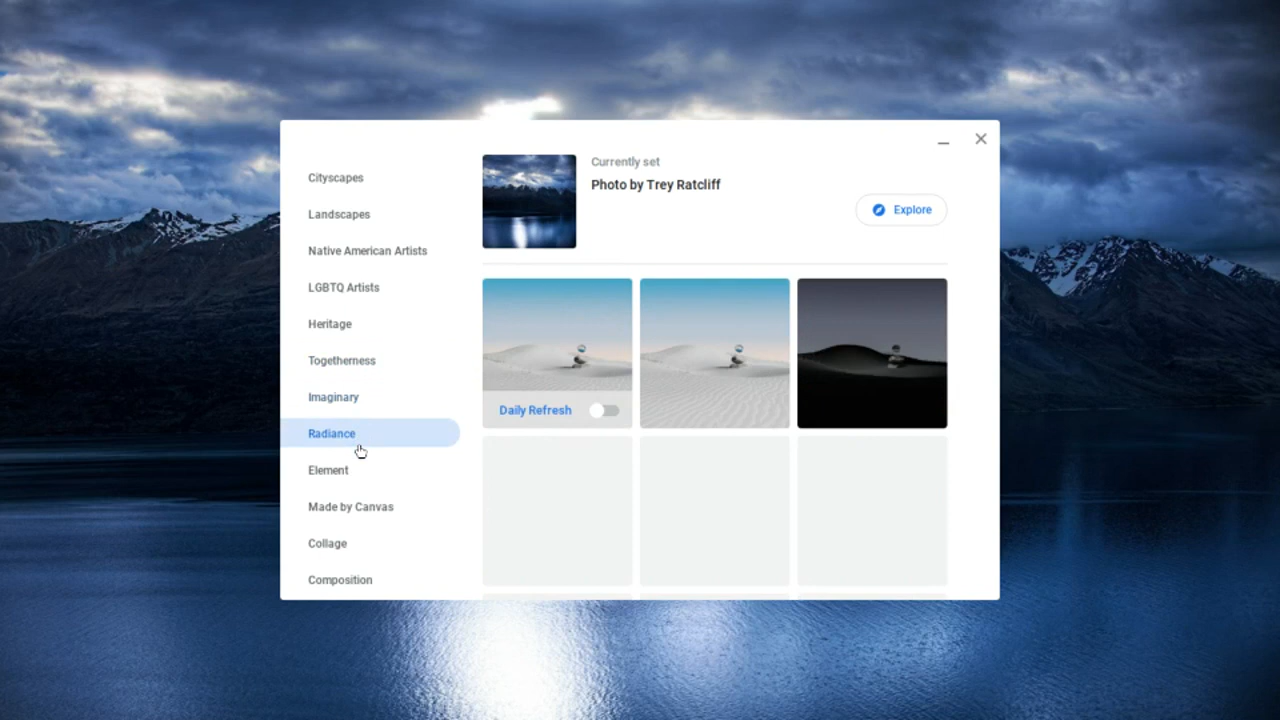 Cityscapes
Landscapes
Native American Artists
LGBTQ Artists
Heritage
Togetherness
Imaginary
Radiance
Element
Made by Canvas
Collage
Composition
Currently set
Photo by Trey Ratcliff
Explore
Daily Refresh